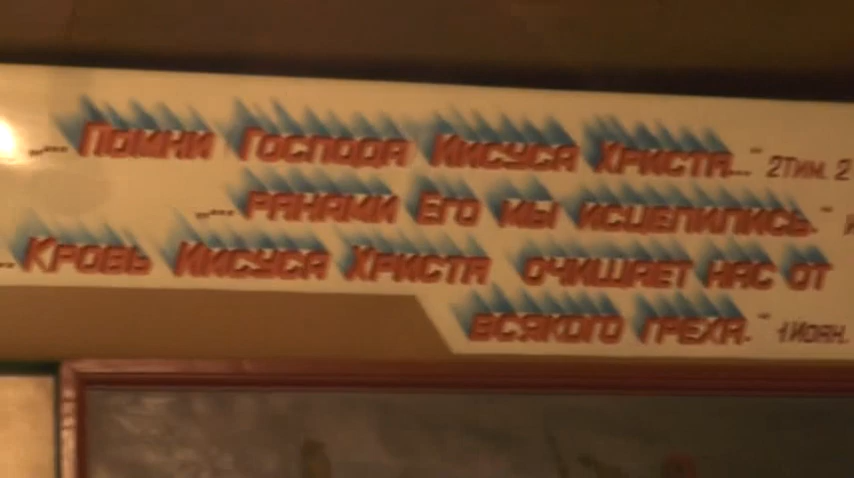 „... Помни Господа Иисуса Христа...“ 2Тим. 2
„... ранами Его мы исцелились.“
... Кровь Иисуса Христа очищает нас от
всякого греха.“ 1Иоан.